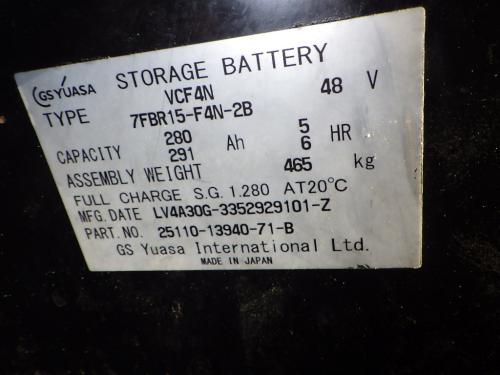 GS YUASA STORAGE BATTERY
VCF4N 48 V
TYPE 7FBR15-F4N-2B
280 5
CAPACITY Ah HR
291 6
ASSEMBLY WEIGHT 465 kg
FULL CHARGE S.G. 1.280 AT20℃
MFG. DATE LV4A30G-3352929101-Z
PART. NO. 25110-13940-71-B
GS Yuasa International Ltd.
MADE IN JAPAN